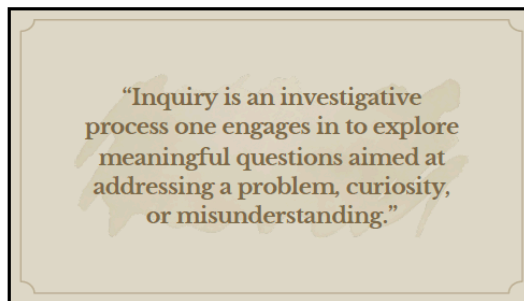 “Inquiry is an investigative
process one engages in to explore
meaningful questions aimed at
addressing a problem, curiosity,
or misunderstanding.”